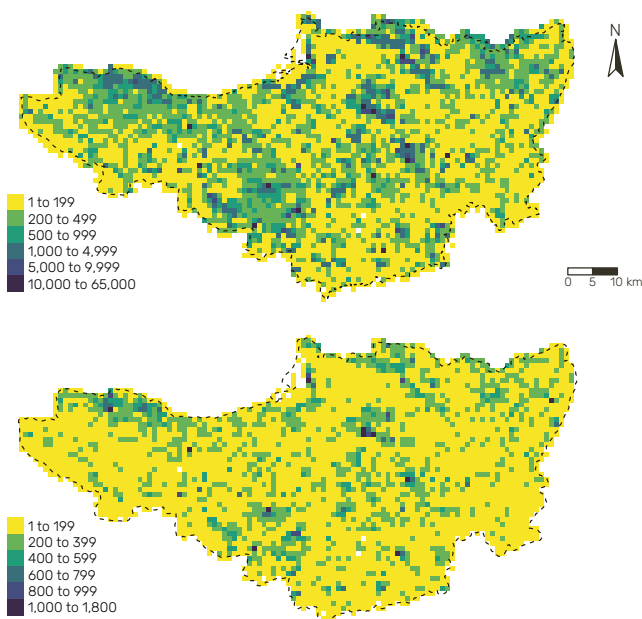 N
1 to 199
200 to 499
500 to 999
1,000 to 4,999
5,000 to 9,999
10,000 to 65,000
0 5 10 km
1 to 199
200 to 399
400 to 599
600 to 799
800 to 999
1,000 to 1,800